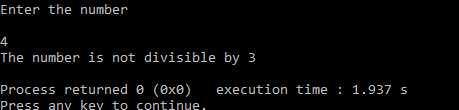 Enter the number
4
The number is not divisible by 3
Process returned 0 (0x0)   execution time : 1.937 s
Press any key to continue.